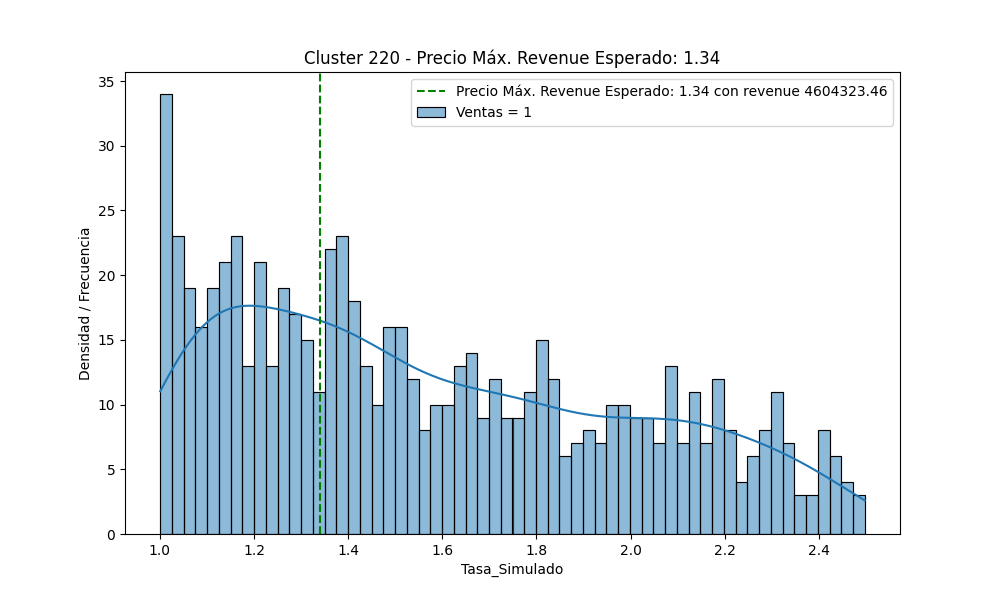 Cluster 220 - Precio Máx. Revenue Esperado: 1.34
Precio Máx. Revenue Esperado: 1.34 con revenue 4604323.46
Ventas = 1
Densidad / Frecuencia
35
30
25
20
15
10
5
0
1.0 1.2 1.4 1.6 1.8 2.0 2.2 2.4
Tasa_Simulado